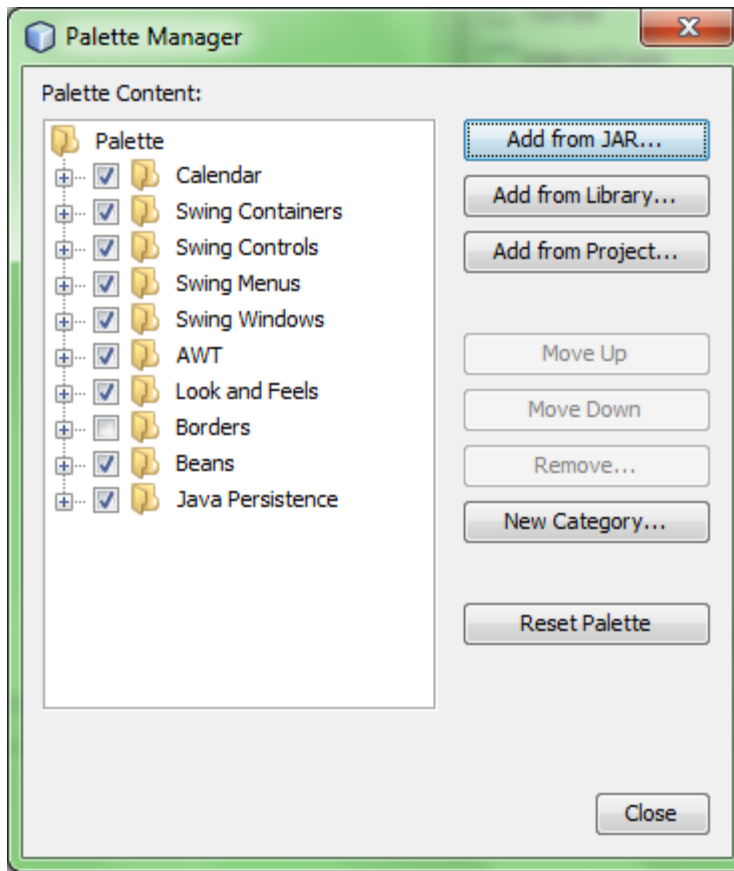 Palette Manager
Palette Content:
Palette
Calendar
Swing Containers
Swing Controls
Swing Menus
Swing Windows
AWT
Look and Feels
Borders
Beans
Java Persistence
Add from JAR...
Add from Library...
Add from Project...
Move Up
Move Down
Remove...
New Category...
Reset Palette
Close